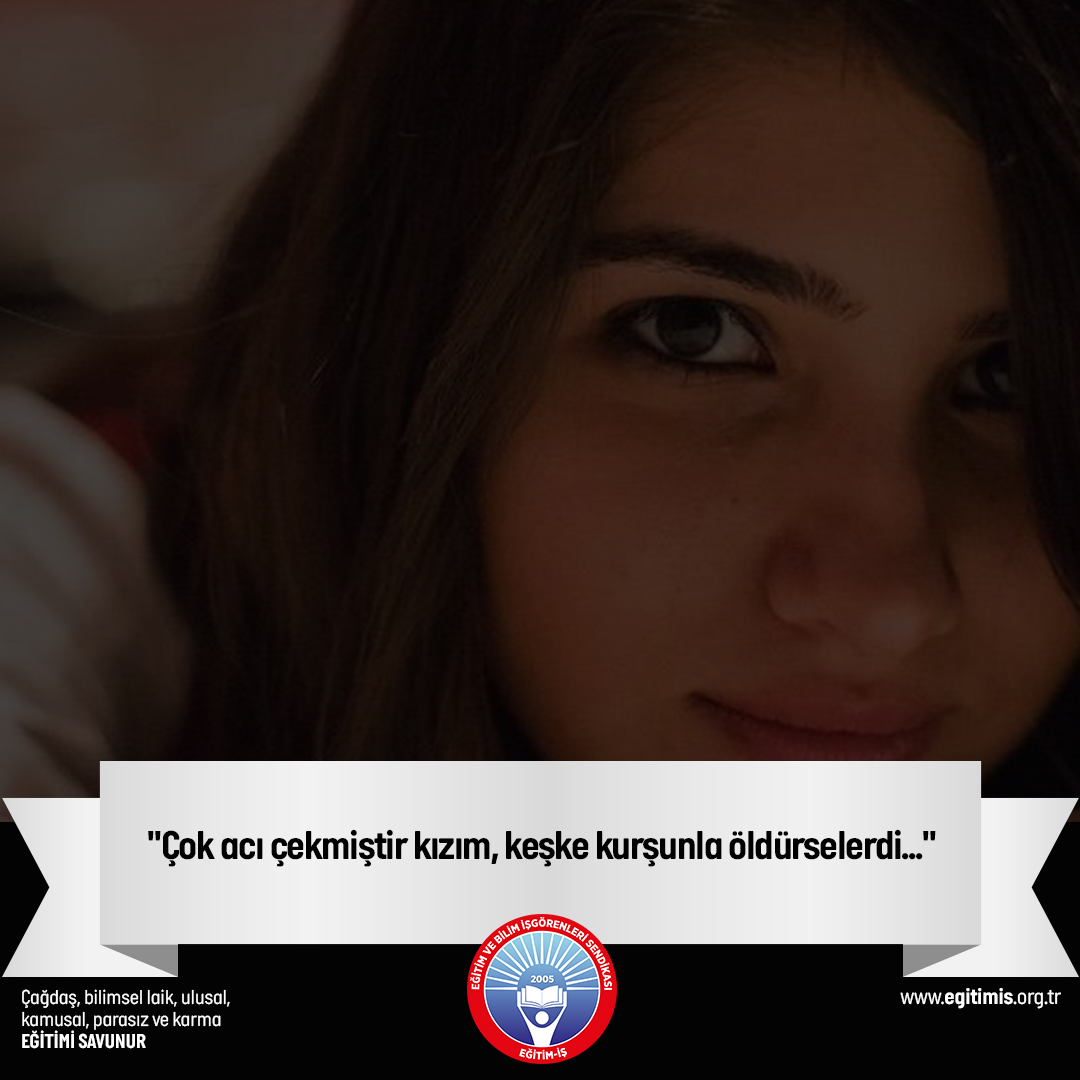 "Çok acı çekmiştir kızım, keşke kurşunla öldürselerdi..."
EĞİTİM VE BİLİM İŞGÖRENLERİ SENDİKASI
2005
EĞİTİM-İŞ
Çağdaş, bilimsel laik, ulusal,
kamusal, parasız ve karma
EĞİTİMİ SAVUNUR
www.egitimis.org.tr